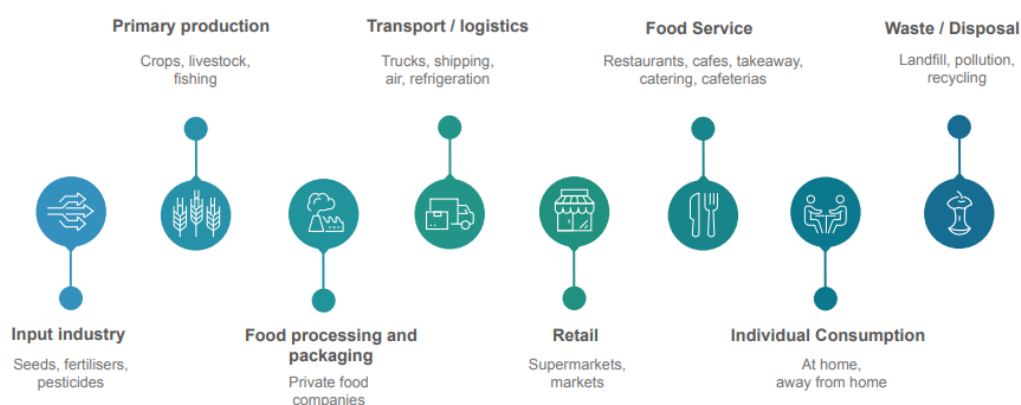 Primary production
Crops, livestock,
fishing
Transport / logistics
Trucks, shipping,
air, refrigeration
Food Service
Restaurants, cafes, takeaway,
catering, cafeterias
Waste / Disposal
Landfill, pollution,
recycling
Input industry
Seeds, fertilisers,
pesticides
Food processing and
packaging
Private food
companies
Retail
Supermarkets,
markets
Individual Consumption
At home,
away from home